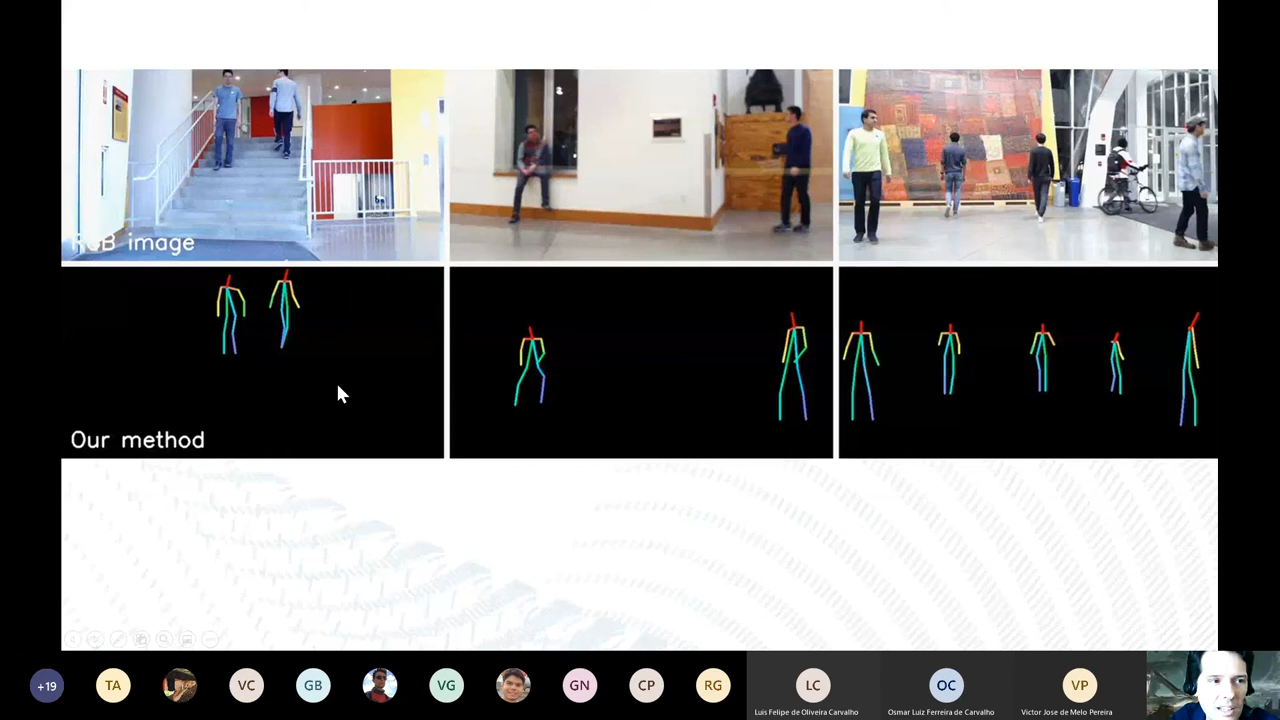 RGB image
Our method
+19
TA
VC
GB
VG
GN
CP
RG
LC
OC
VP
Luis Felipe de Oliveira Carvalho
Osmar Luiz Ferreira de Carvalho
Victor Jose de Melo Pereira